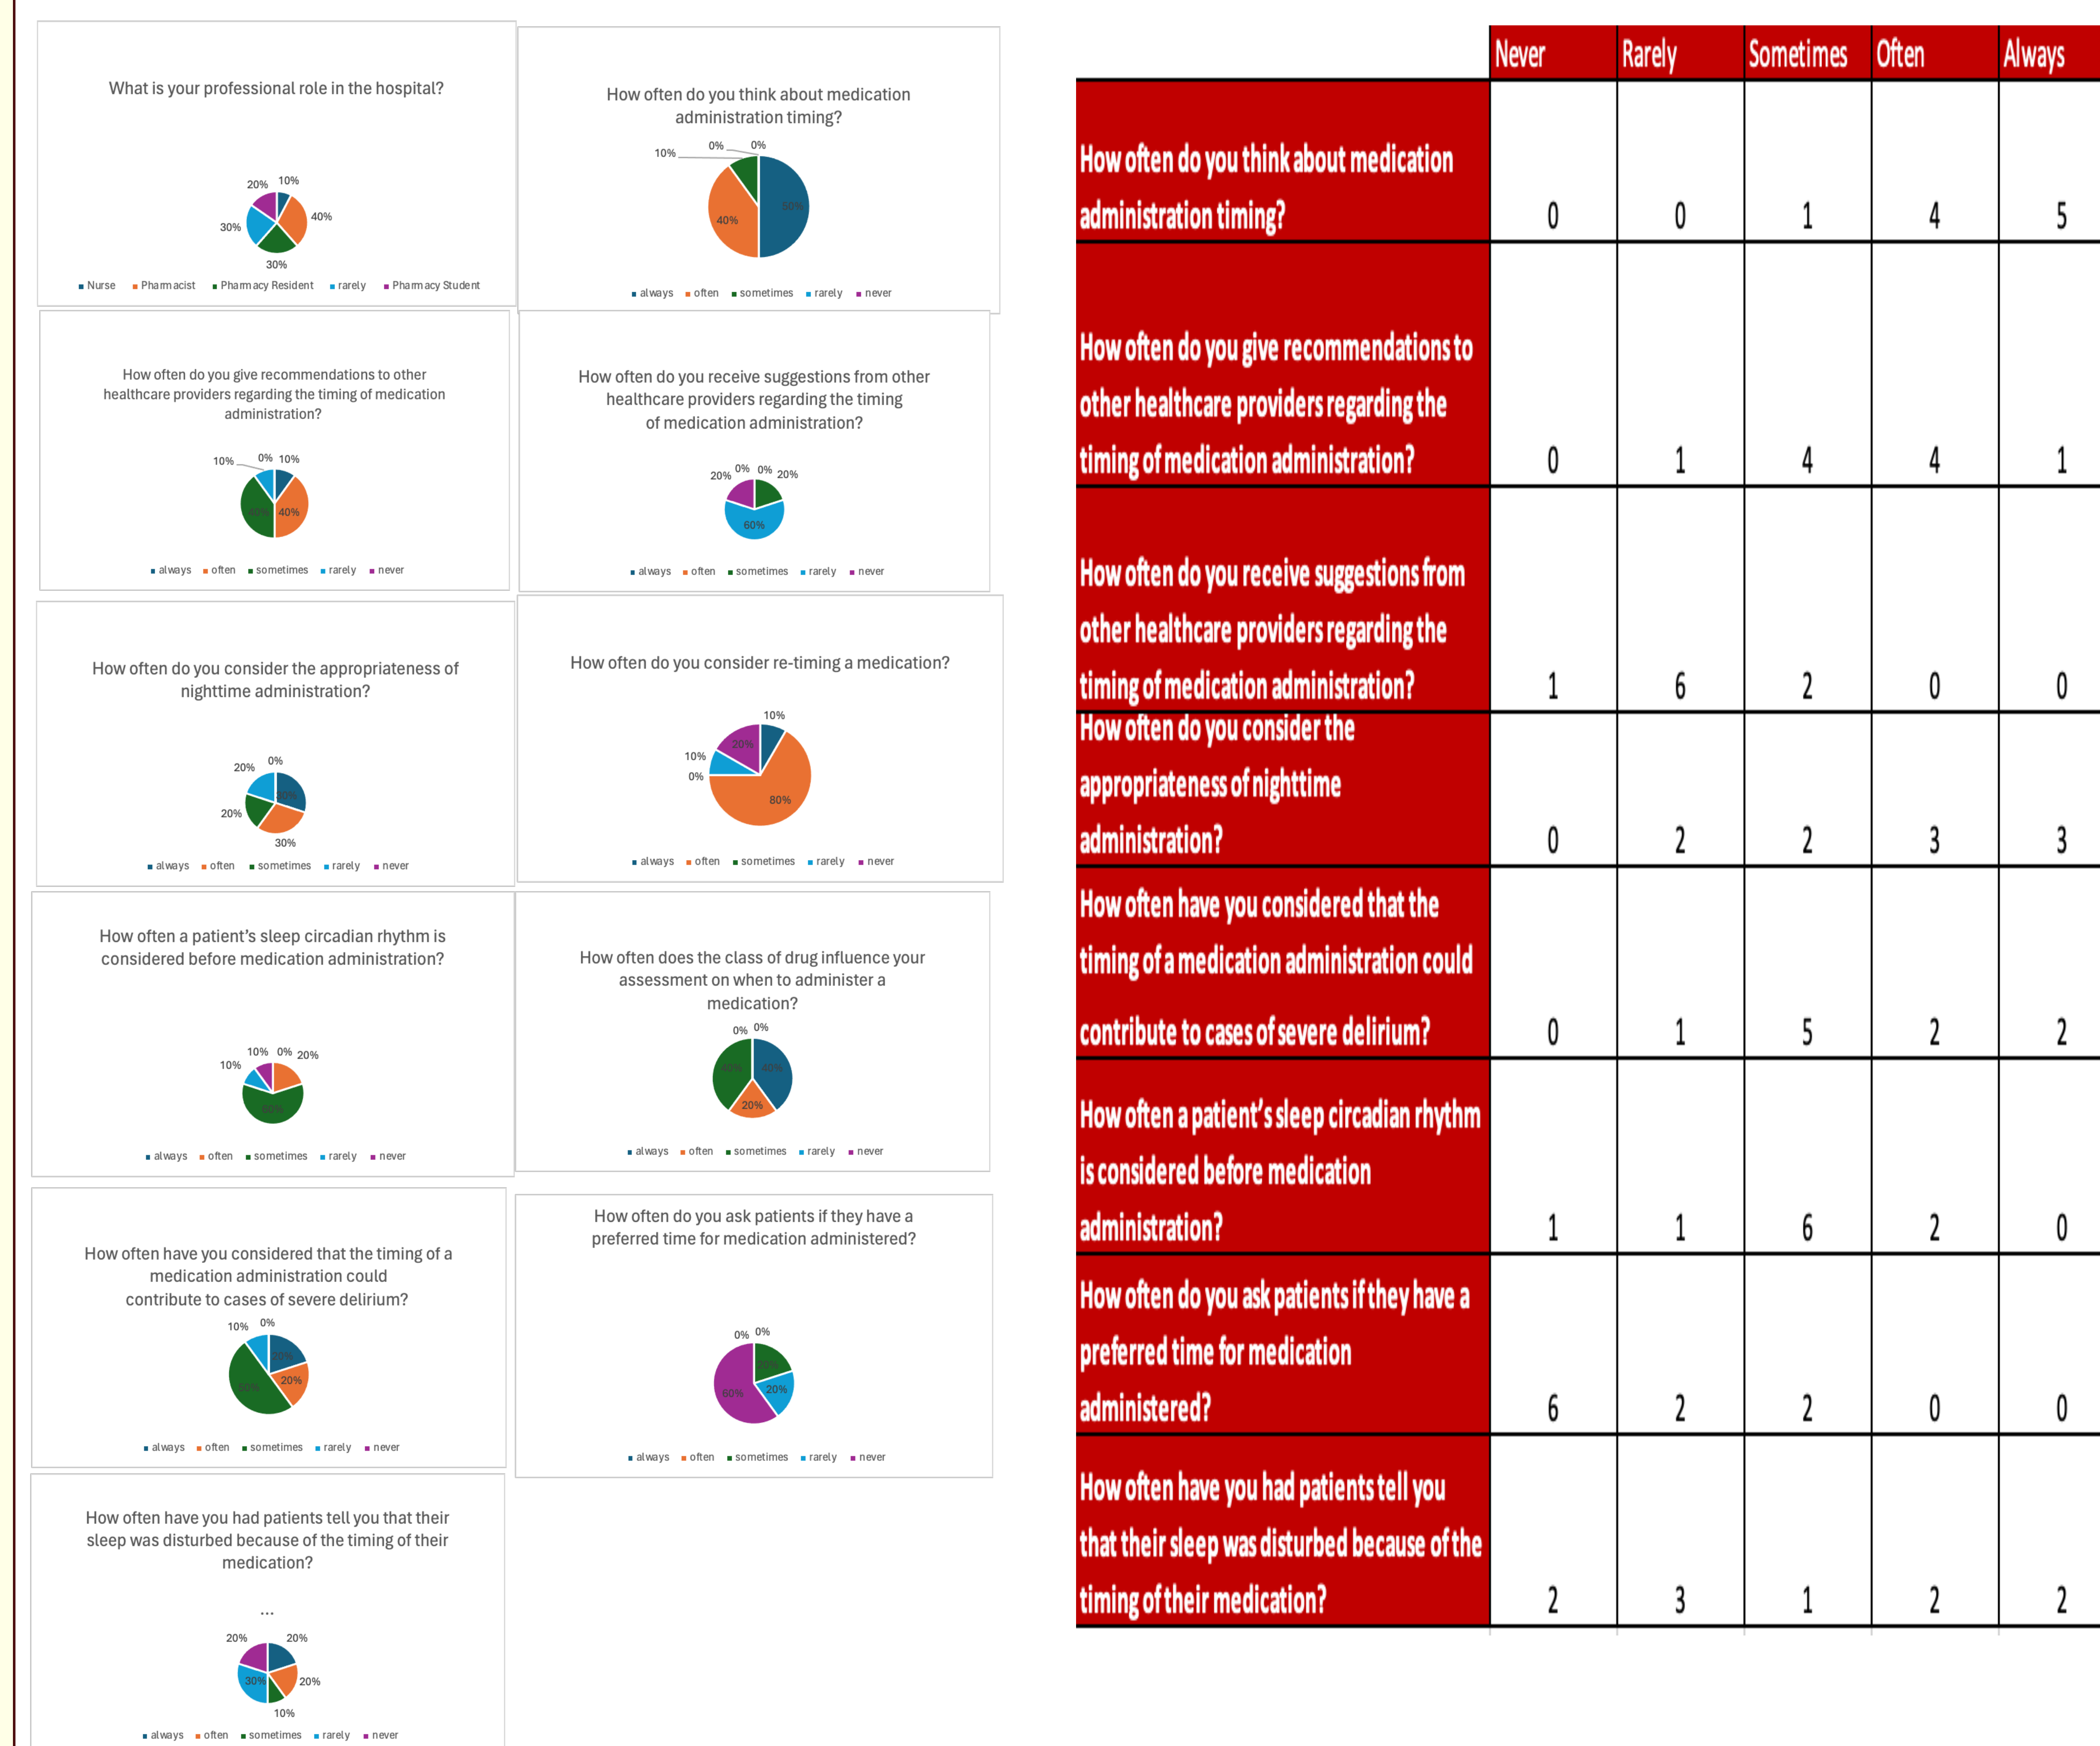 What is your professional role in the hospital?
20%
10%
40%
30%
30%
Nurse Pharmacist Pharmacy Resident rarely Pharmacy Student
How often do you think about medication
administration timing?
10%
0%
0%
50%
40%
always often sometimes rarely never
How often do you give recommendations to other
healthcare providers regarding the timing of medication
administration?
10%
0%
10%
40%
40%
always often sometimes rarely never
How often do you receive suggestions from other
healthcare providers regarding the timing
of medication administration?
20%
0%
0%
20%
60%
always often sometimes rarely never
How often do you consider the appropriateness of
nighttime administration?
20%
0%
30%
20%
30%
always often sometimes rarely never
How often do you consider re-timing a medication?
10%
20%
10%
0%
80%
always often sometimes rarely never
How often a patient’s sleep circadian rhythm is
considered before medication administration?
10%
10%
0%
20%
60%
always often sometimes rarely never
How often does the class of drug influence your
assessment on when to administer a
medication?
0%
0%
40%
40%
20%
always often sometimes rarely never
How often have you considered that the timing of a
medication administration could
contribute to cases of severe delirium?
10%
0%
20%
20%
50%
always often sometimes rarely never
How often do you ask patients if they have a
preferred time for medication administered?
0%
0%
20%
20%
60%
always often sometimes rarely never
How often have you had patients tell you that their
sleep was disturbed because of the timing of their
medication?
...
20%
20%
30%
20%
10%
always often sometimes rarely never
Never Rarely Sometimes Often Always
How often do you think about medication
administration timing? 0 0 1 4 5
How often do you give recommendations to
other healthcare providers regarding the
timing of medication administration? 0 1 4 4 1
How often do you receive suggestions from
other healthcare providers regarding the
timing of medication administration? 1 6 2 0 0
How often do you consider the
appropriateness of nighttime
administration? 0 2 2 3 3
How often have you considered that the
timing of a medication administration could
contribute to cases of severe delirium? 0 1 5 2 2
How often a patient’s sleep circadian rhythm
is considered before medication
administration? 1 1 6 2 0
How often do you ask patients if they have a
preferred time for medication
administered? 6 2 2 0 0
How often have you had patients tell you
that their sleep was disturbed because of the
timing of their medication? 2 3 1 2 2